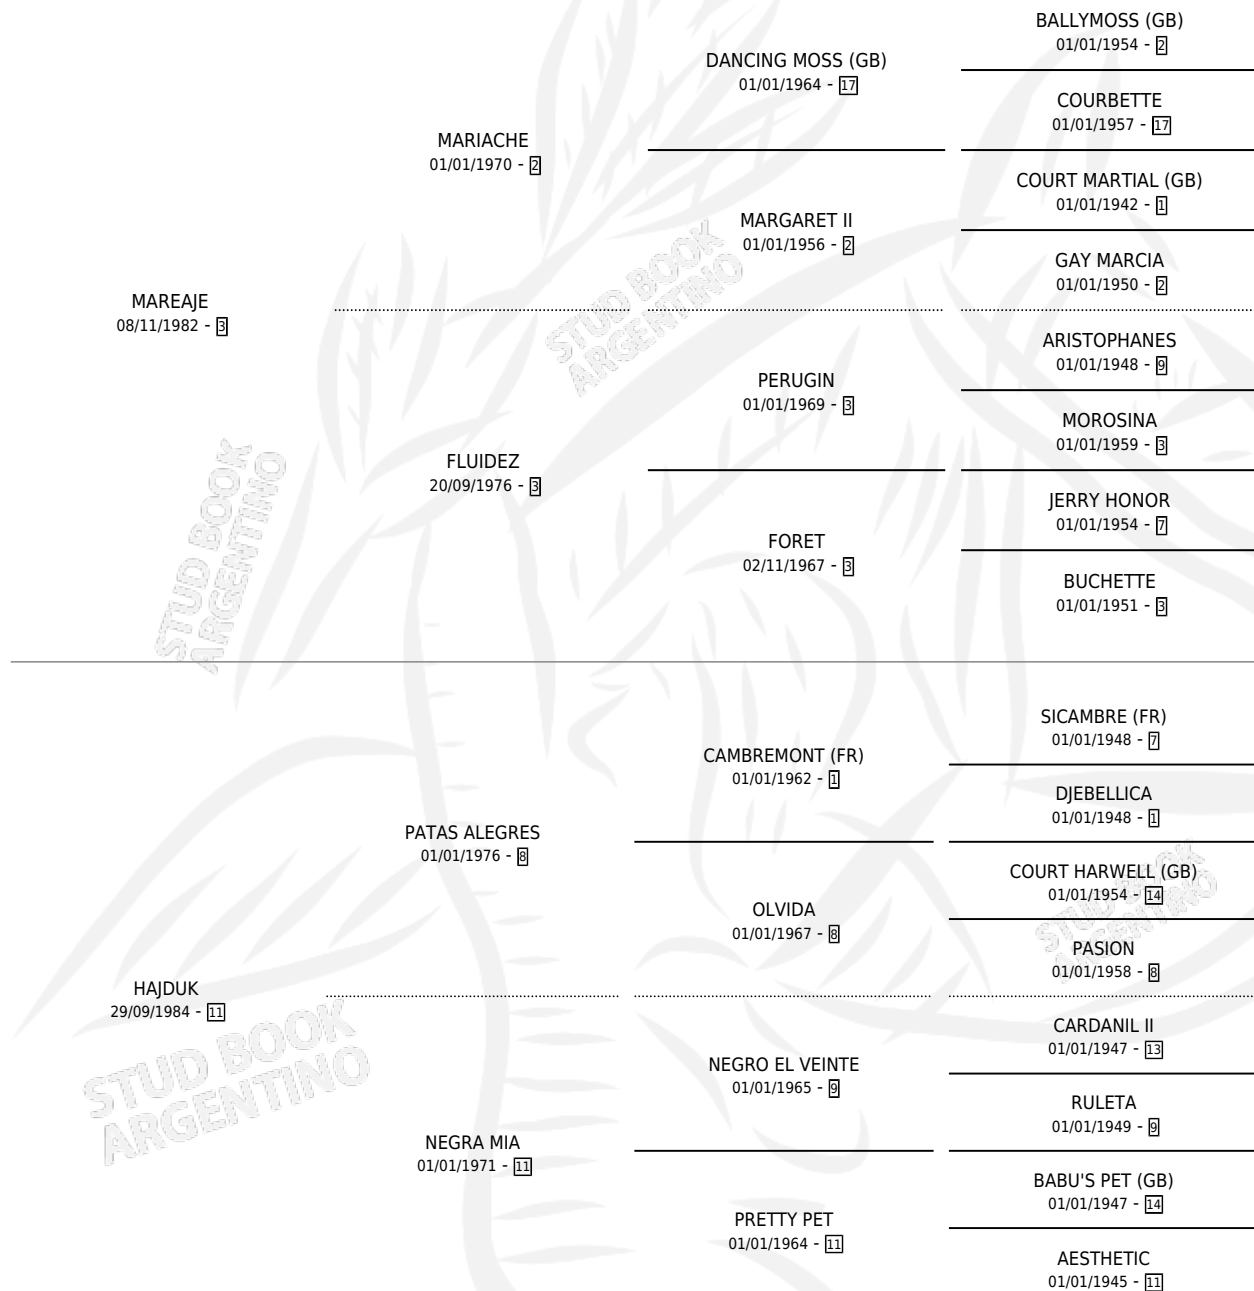 BALLYMOSS (GB)
01/01/1954 - 2
DANCING MOSS (GB)
01/01/1964 - 17
COURBETTE
01/01/1957 - 17
MARIACHE
01/01/1970 - 2
COURT MARTIAL (GB)
01/01/1942 - 1
MARGARET II
01/01/1956 - 2
GAY MARCIA
01/01/1950 - 2
MAREAJE
08/11/1982 - 3
ARISTOPHANES
01/01/1948 - 9
PERUGIN
01/01/1969 - 3
MOROSINA
01/01/1959 - 3
FLUIDEZ
20/09/1976 - 3
JERRY HONOR
01/01/1954 - 7
FORET
02/11/1967 - 3
BUCHETTE
01/01/1951 - 3
SICAMBRE (FR)
01/01/1948 - 7
CAMBREMONT (FR)
01/01/1962 - 1
DJEBELLICA
01/01/1948 - 1
PATAS ALEGRES
01/01/1976 - 8
COURT HARWELL (GB)
01/01/1954 - 14
OLVIDA
01/01/1967 - 8
PASION
01/01/1958 - 8
HAJDUK
29/09/1984 - 11
CARDANIL II
01/01/1947 - 13
NEGRO EL VEINTE
01/01/1965 - 9
RULETA
01/01/1949 - 9
NEGRA MIA
01/01/1971 - 11
BABU'S PET (GB)
01/01/1947 - 14
PRETTY PET
01/01/1964 - 11
AESTHETIC
01/01/1945 - 11
STUD BOOK
ARGENTINO
STUD BOOK
ARGENTINO
STUD BOOK
ARGENTINO
STUD BOOK
ARGENTINO